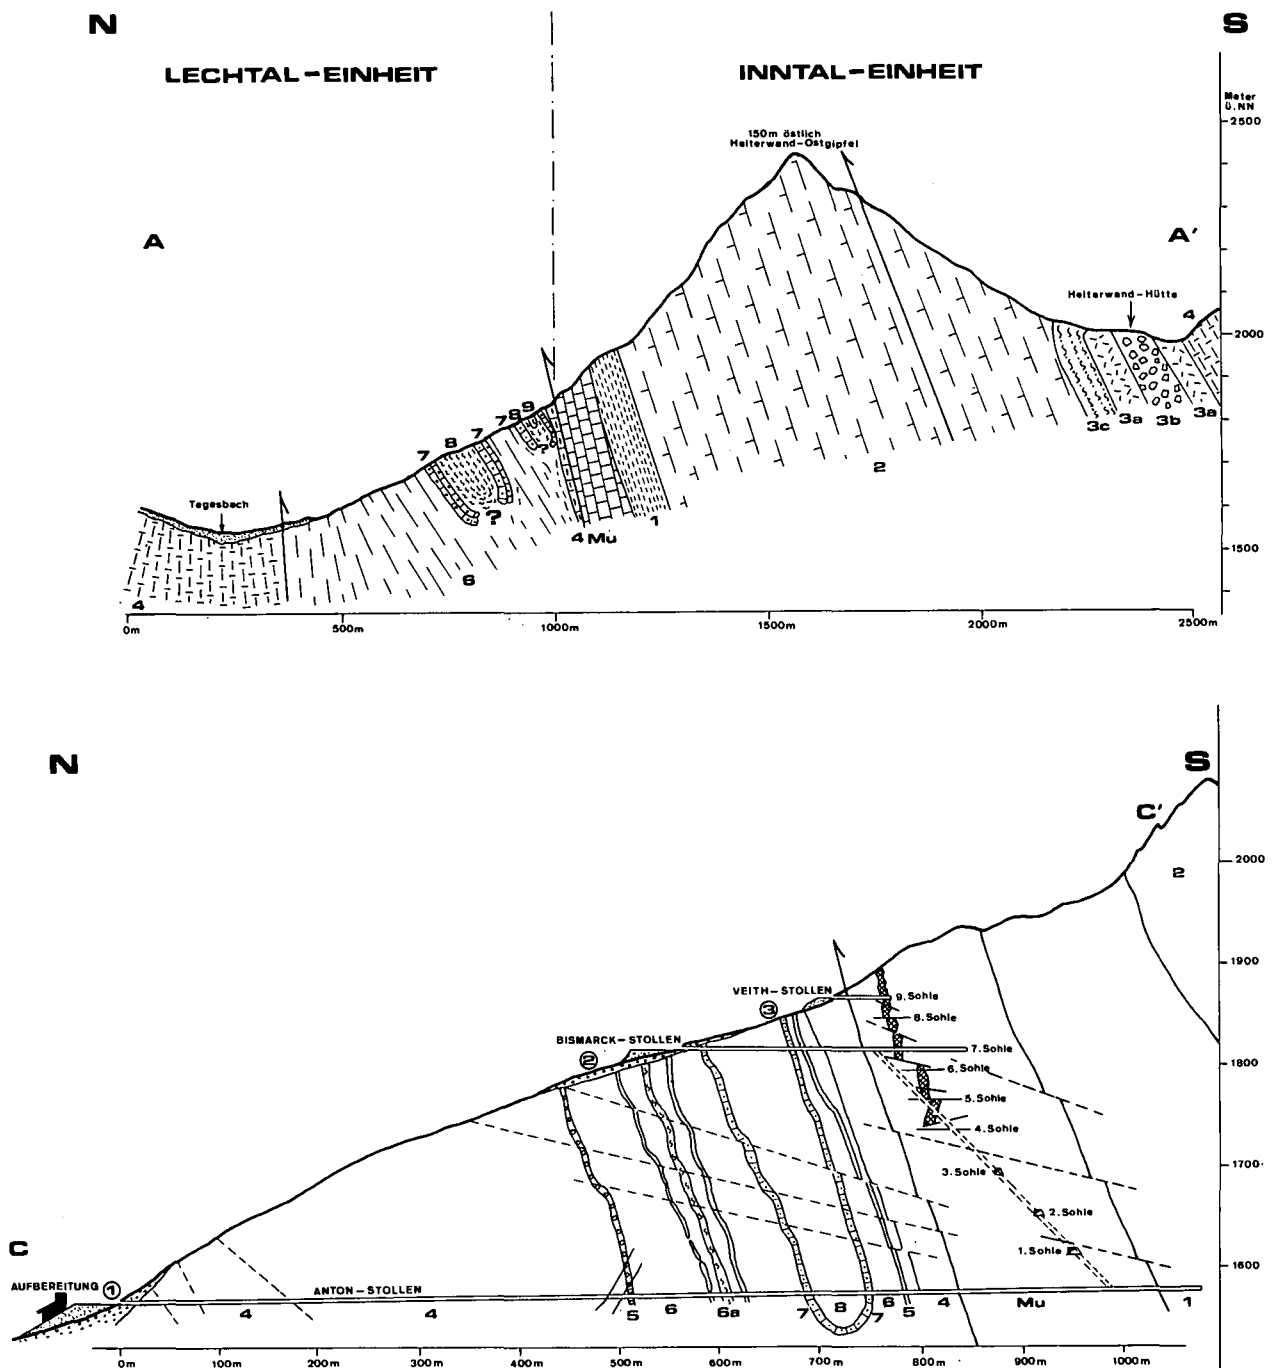 N
S
LECHTAL-EINHEIT
INNTAL-EINHEIT
Meter
ü.NN
2500
150m östlich
Heiterwand-Ostgipfel
A
A'
Heiterwand-Hütte
4
2000
7 8 7 7 8 9
Tegesbach
?
?
3c 3a 3b 3a
2
1500
4 Mu 1
6
4
0m 500m 1000m 1500m 2000m 2500m
N
S
C'
2000
2
1900
VEITH-STOLLEN
9.Sohle
3
8.Sohle
BISMARCK-STOLLEN
7.Sohle
2
1800
6.Sohle
5.Sohle
4.Sohle
1700
3.Sohle
2.Sohle
C
1.Sohle
AUFBEREITUNG
1
1600
ANTON-STOLLEN
4 4 5 6 6a 7 8 7 6 5 4 Mu 1
0m 100m 200m 300m 400m 500m 600m 700m 800m 900m 1000m